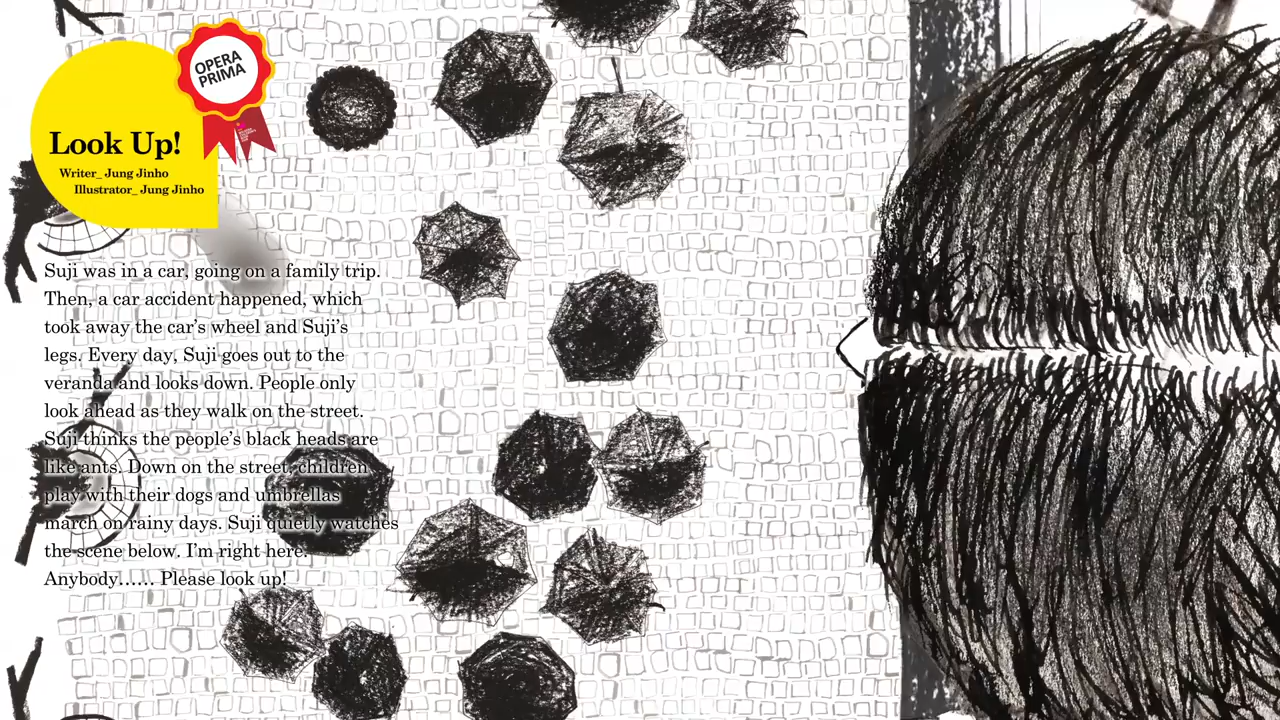 OPERA
PRIMA
Look Up!
Writer_ Jung Jinho
Illustrator_ Jung Jinho
Suji was in a car, going on a family trip.
Then, a car accident happened, which
took away the car’s wheel and Suji’s
legs. Every day, Suji goes out to the
veranda and looks down. People only
look ahead as they walk on the street.
Suji thinks the people’s black heads are
like ants. Down on the street, children
play with their dogs and umbrellas
march on rainy days. Suji quietly watches
the scene below. I’m right here.
Anybody…… Please look up!